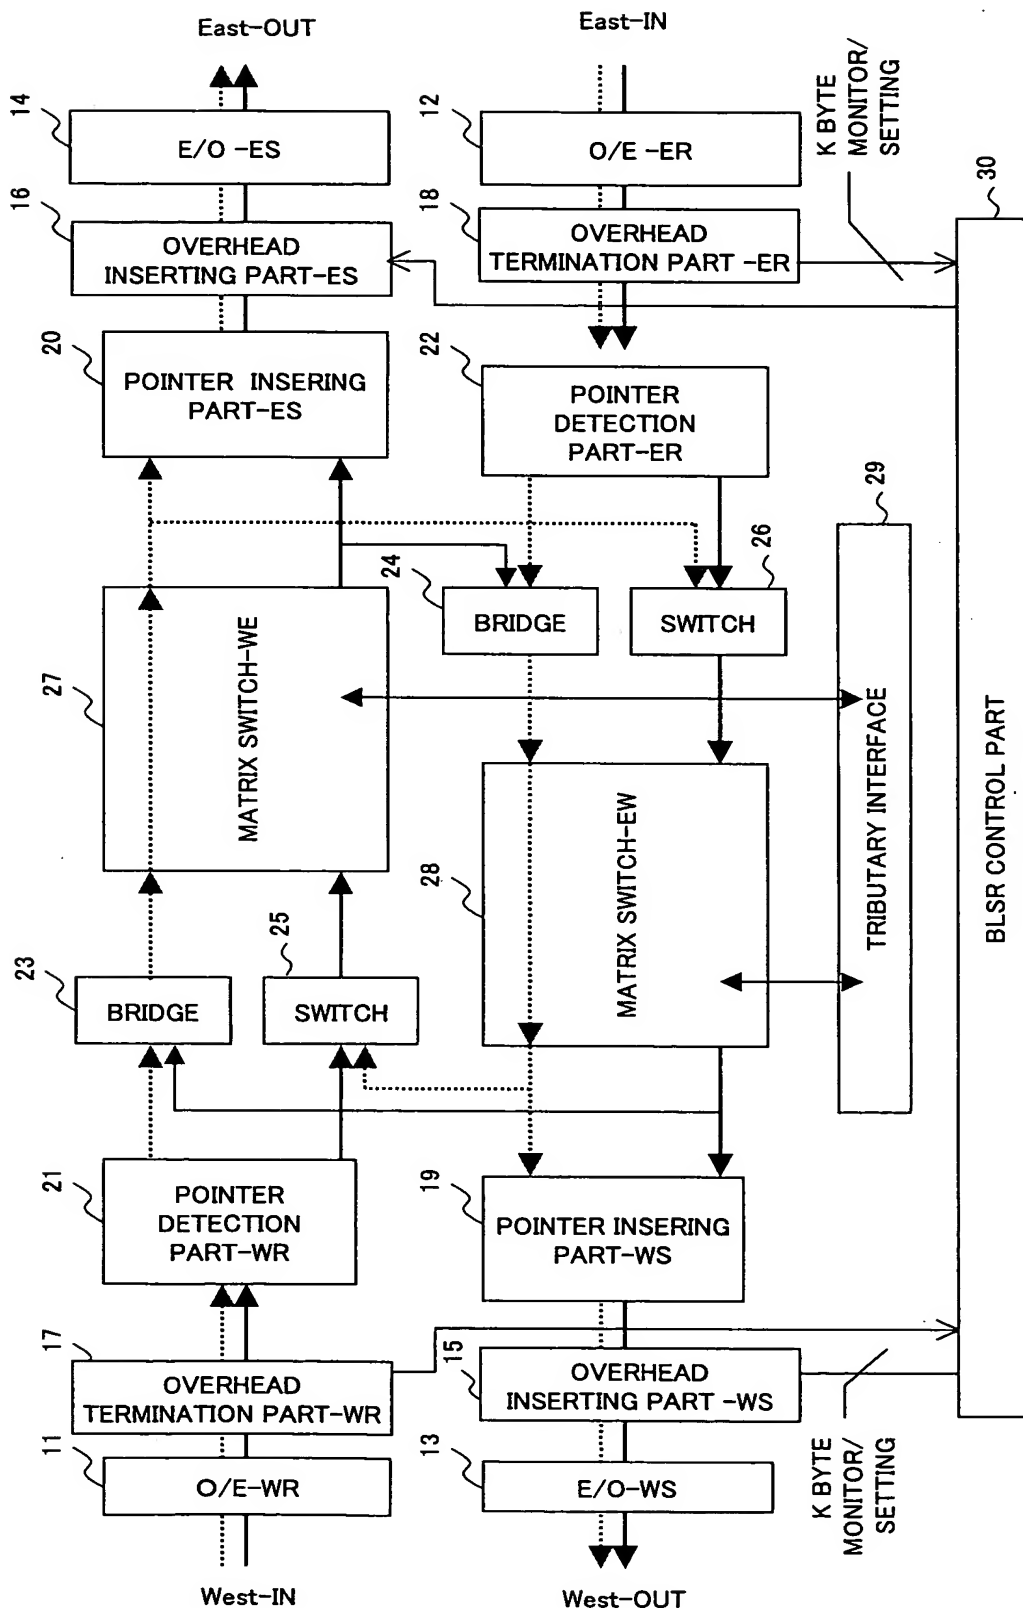 East-OUT
East-IN
14
E/O -ES
12
O/E -ER
K BYTE
MONITOR/
SETTING
16
OVERHEAD
INSERTING PART-ES
18
OVERHEAD
TERMINATION PART -ER
30
20
POINTER INSERING
PART-ES
22
POINTER
DETECTION
PART-ER
29
24
BRIDGE
26
SWITCH
27
MATRIX SWITCH-WE
TRIBUTARY INTERFACE
BLSR CONTROL PART
28
MATRIX SWITCH-EW
23
BRIDGE
25
SWITCH
21
POINTER
DETECTION
PART-WR
19
POINTER INSERING
PART-WS
17
OVERHEAD
TERMINATION PART-WR
15
OVERHEAD
INSERTING PART -WS
11
O/E-WR
13
E/O-WS
K BYTE
MONITOR/
SETTING
West-IN
West-OUT